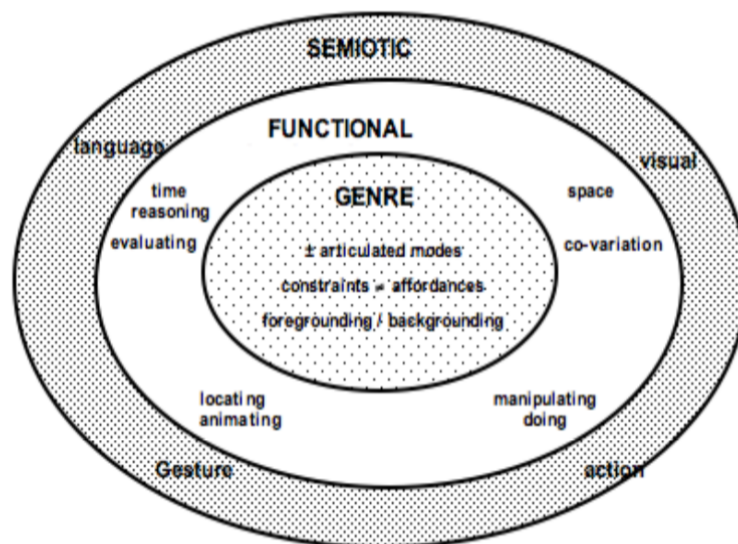 SEMIOTIC
FUNCTIONAL
language
visual
time
reasoning
space
GENRE
evaluating
co-variation
± articulated modes
constraints ≠ affordances
foregrounding / backgrounding
locating
animating
manipulating
doing
Gesture
action